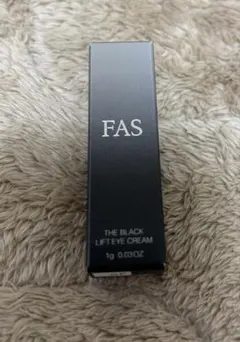 FAS
THE BLACK
LIFT EYE CREAM
1g 0.03OZ